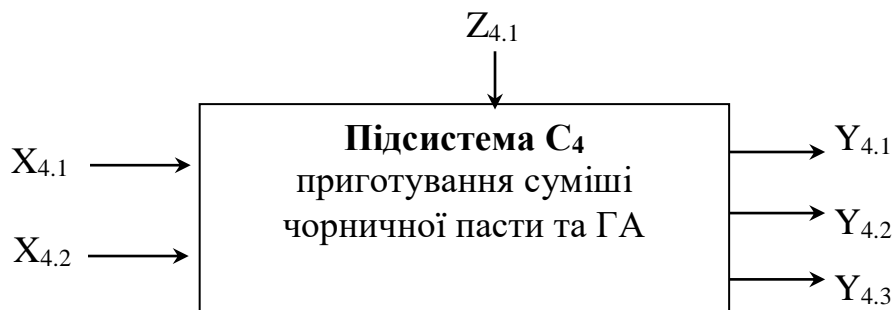 Z4.1
Підсистема С4
приготування суміші
чорничної пасти та ГА
X4.1
X4.2
Y4.1
Y4.2
Y4.3